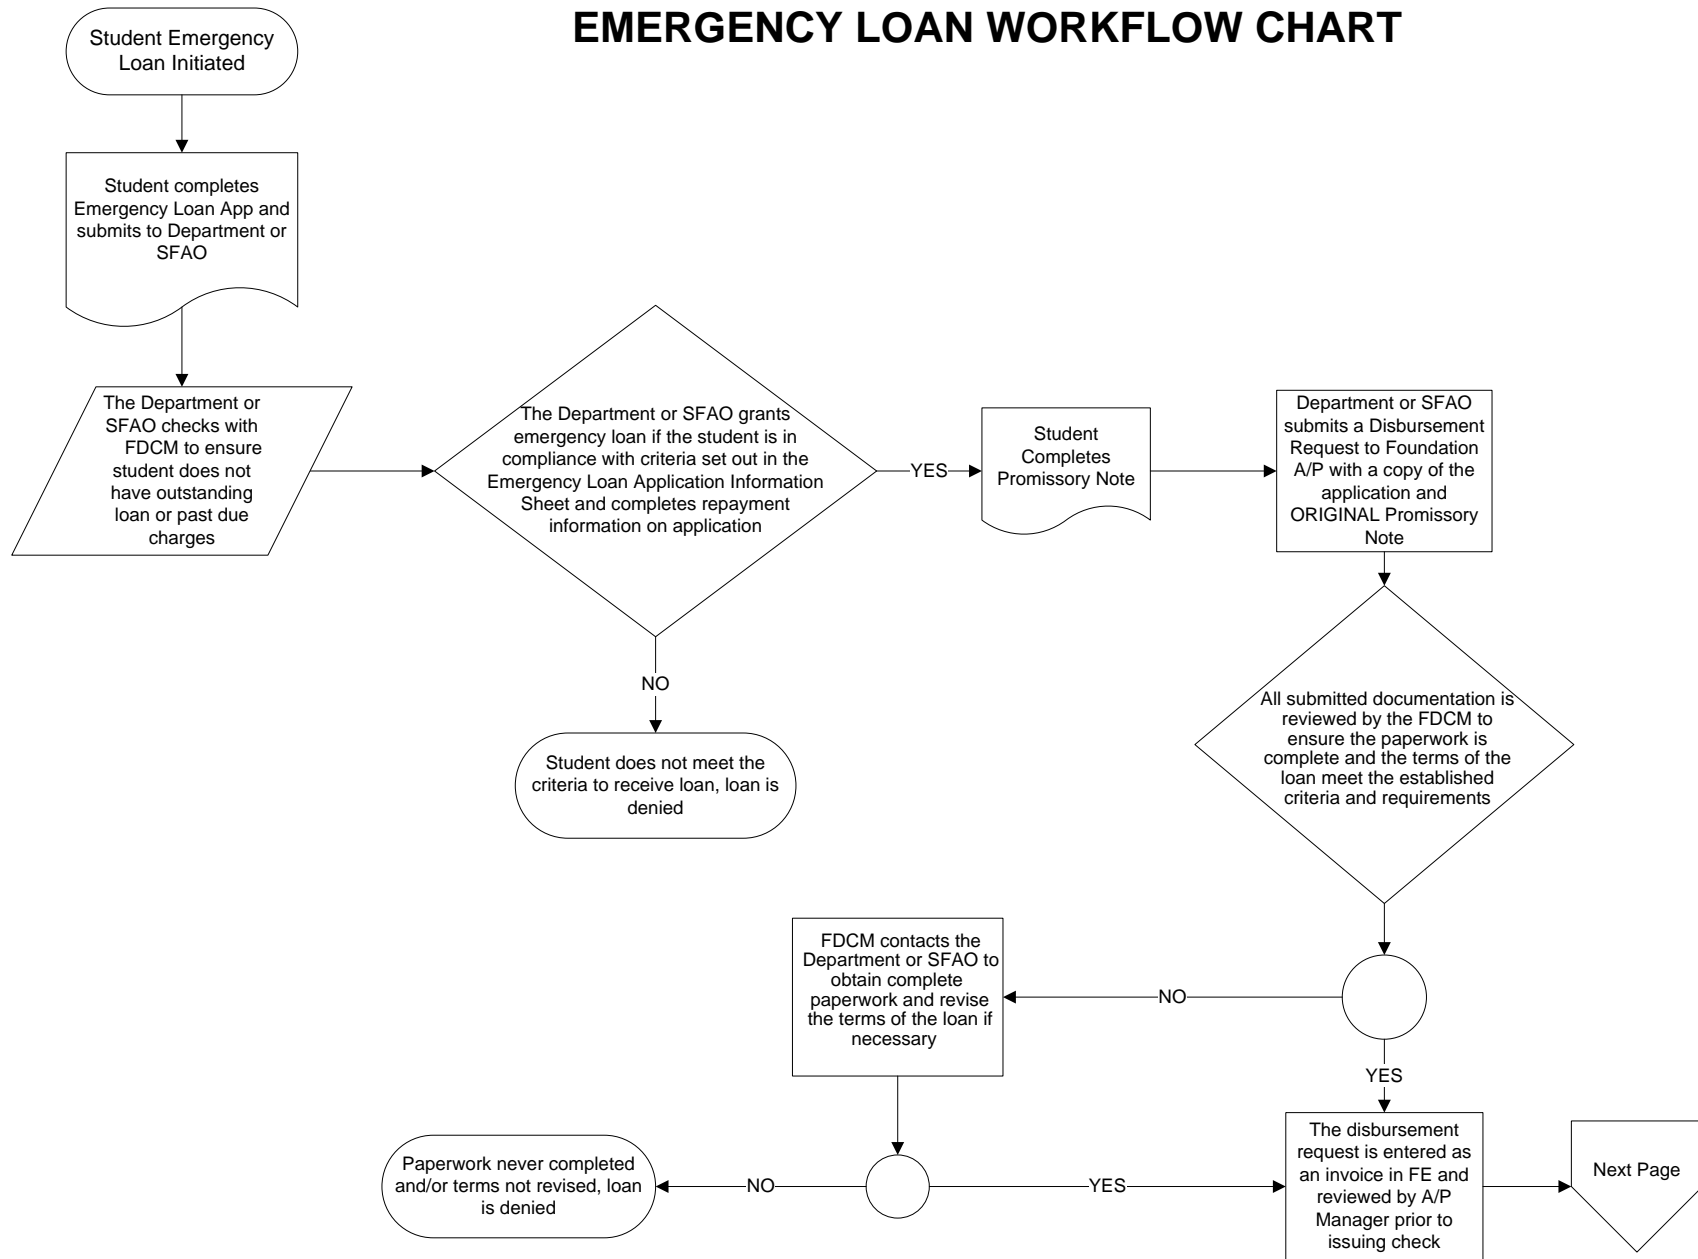 EMERGENCY LOAN WORKFLOW CHART
Student Emergency
Loan Initiated
Student completes
Emergency Loan App and
submits to Department or
SFAO
The Department or
SFAO checks with
FDCM to ensure
student does not
have outstanding
loan or past due
charges
The Department or SFAO grants
emergency loan if the student is in
compliance with criteria set out in the
Emergency Loan Application Information
Sheet and completes repayment
information on application
YES
Student
Completes
Promissory Note
Department or SFAO
submits a Disbursement
Request to Foundation
A/P with a copy of the
application and
ORIGINAL Promissory
Note
NO
Student does not meet the
criteria to receive loan, loan is
denied
All submitted documentation is
reviewed by the FDCM to
ensure the paperwork is
complete and the terms of the
loan meet the established
criteria and requirements
FDCM contacts the
Department or SFAO to
obtain complete
paperwork and revise
the terms of the loan if
necessary
NO
YES
Paperwork never completed
and/or terms not revised, loan
is denied
NO
YES
The disbursement
request is entered as
an invoice in FE and
reviewed by A/P
Manager prior to
issuing check
Next Page